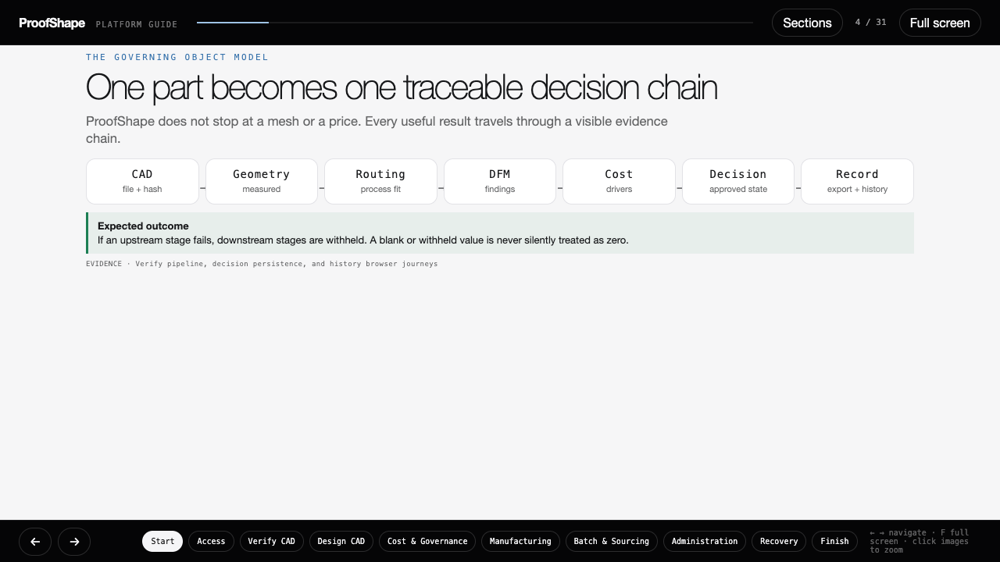 ProofShape PLATFORM GUIDE Sections 4 / 31 Full screen
THE GOVERNING OBJECT MODEL
One part becomes one traceable decision chain
ProofShape does not stop at a mesh or a price. Every useful result travels through a visible evidence
chain.
CAD
file + hash
Geometry
measured
Routing
process fit
DFM
findings
Cost
drivers
Decision
approved state
Record
export + history
Expected outcome
If an upstream stage fails, downstream stages are withheld. A blank or withheld value is never silently treated as zero.
EVIDENCE · Verify pipeline, decision persistence, and history browser journeys
← → Start Access Verify CAD Design CAD Cost & Governance Manufacturing Batch & Sourcing Administration Recovery Finish
← → navigate · F full
screen · click images
to zoom